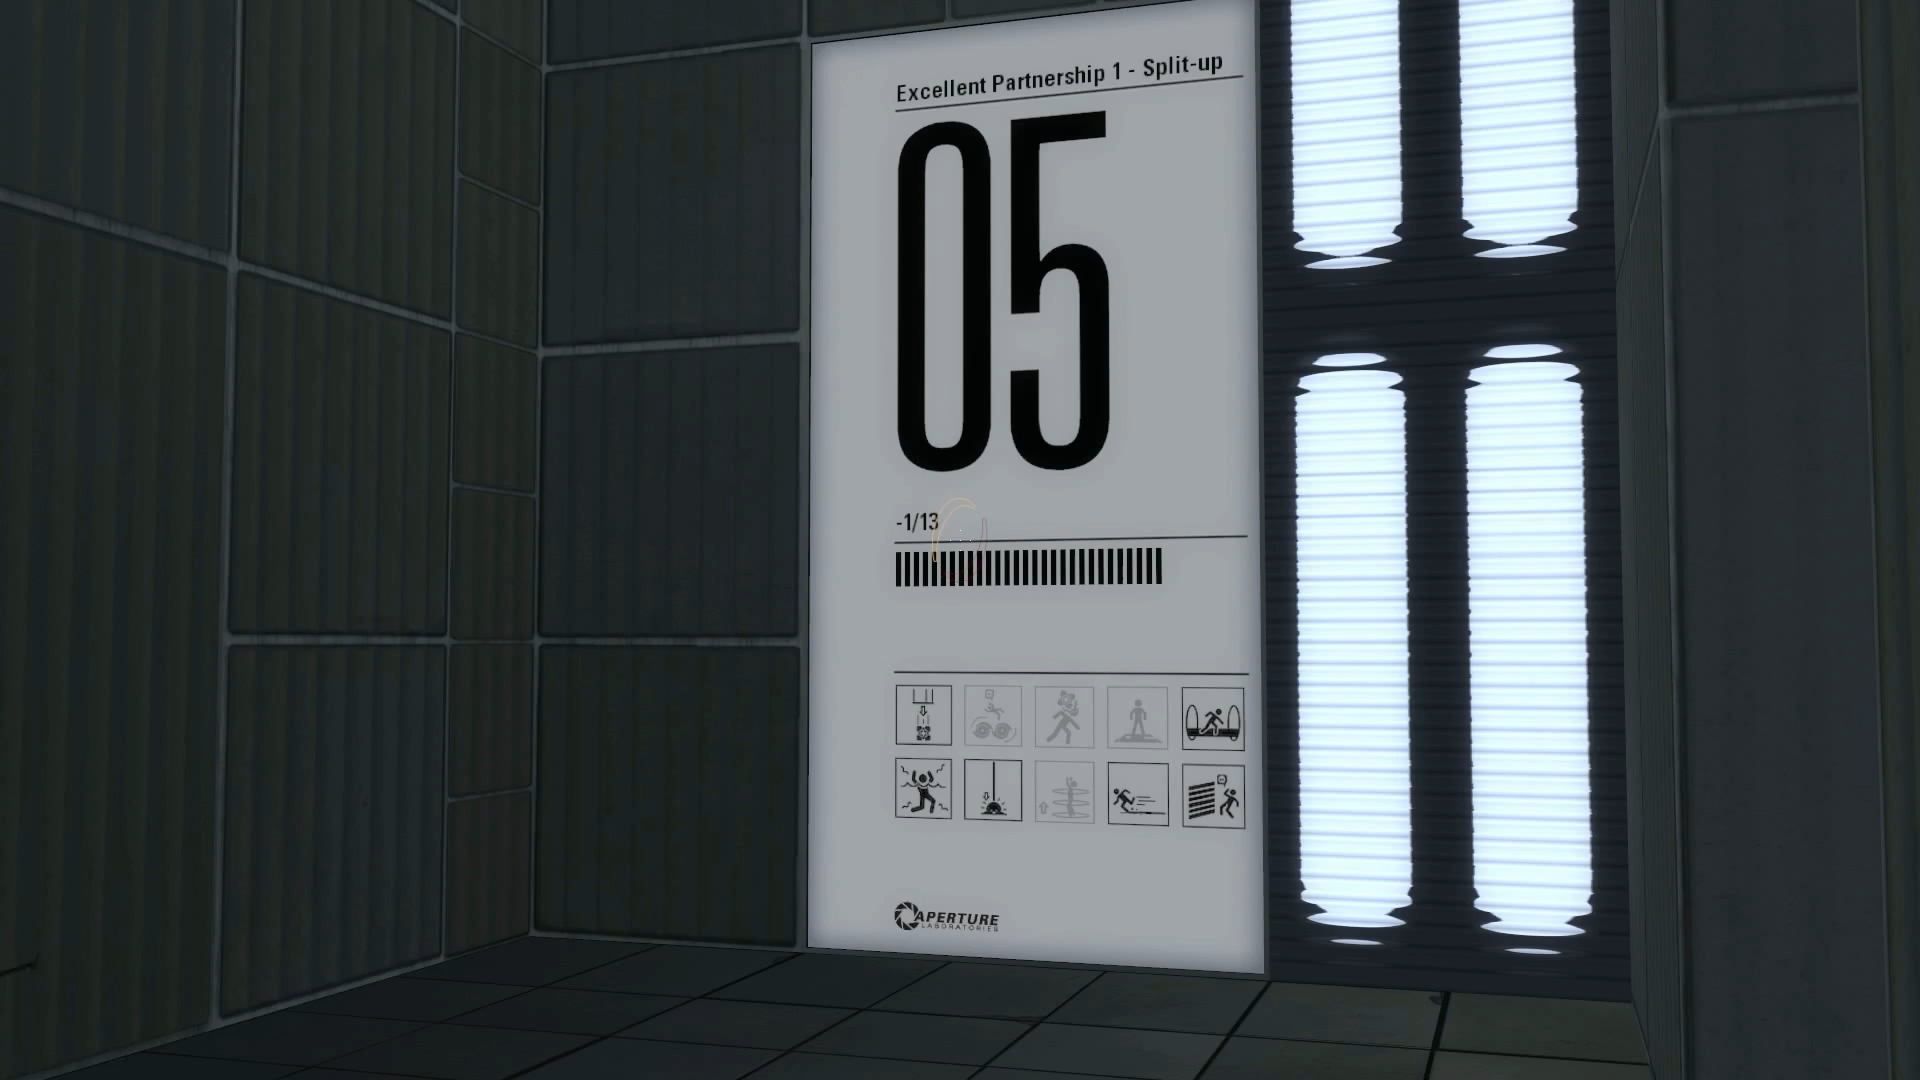 Excellent Partnership 1 - Split-up
05
-1/13
APERTURE
LABORATORIES